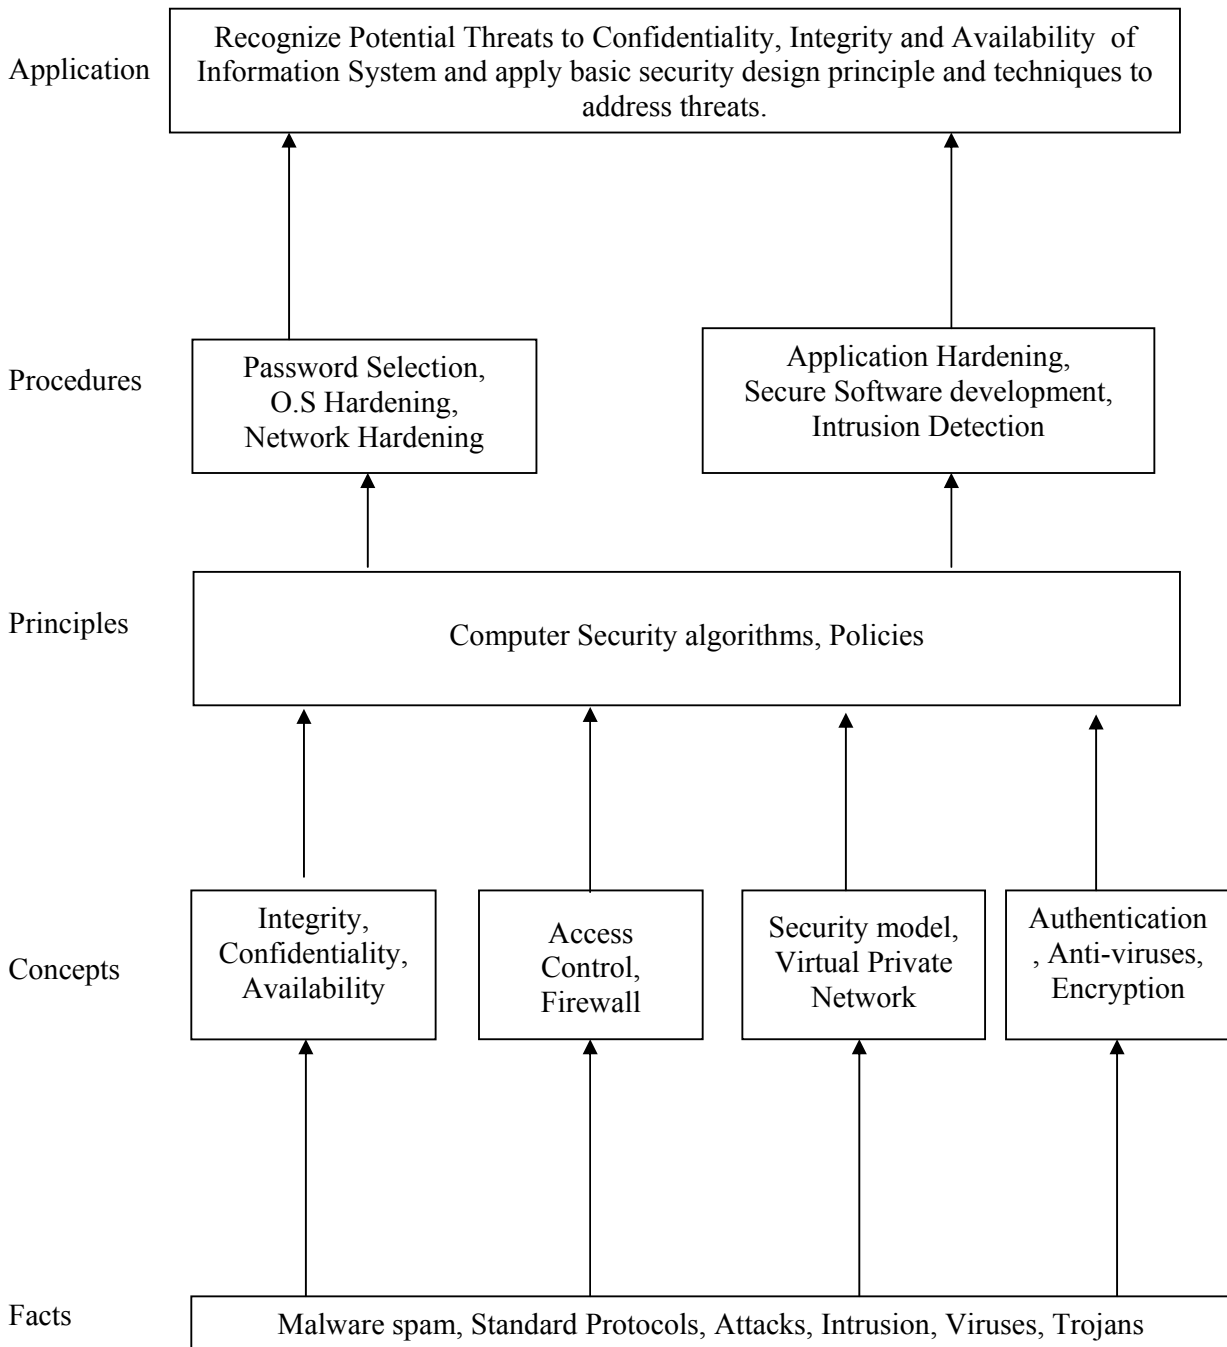 Application
Recognize Potential Threats to Confidentiality, Integrity and Availability of
Information System and apply basic security design principle and techniques to
address threats.
Procedures
Password Selection,
O.S Hardening,
Network Hardening
Application Hardening,
Secure Software development,
Intrusion Detection
Principles
Computer Security algorithms, Policies
Concepts
Integrity,
Confidentiality,
Availability
Access
Control,
Firewall
Security model,
Virtual Private
Network
Authentication
, Anti-viruses,
Encryption
Facts
Malware spam, Standard Protocols, Attacks, Intrusion, Viruses, Trojans